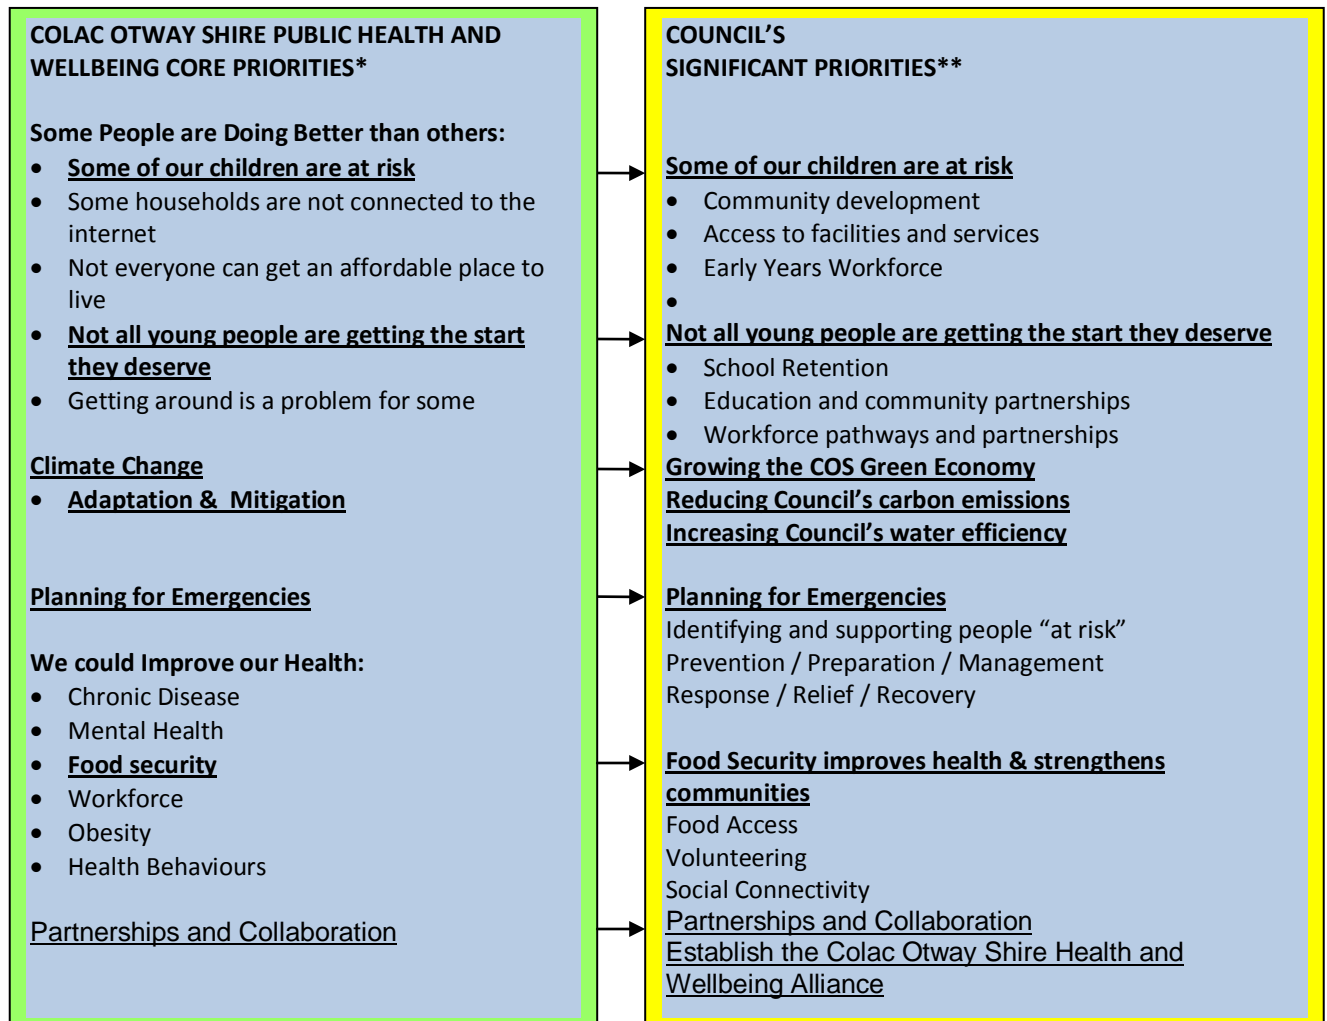 COLAC OTWAY SHIRE PUBLIC HEALTH AND
WELLBEING CORE PRIORITIES*
Some People are Doing Better than others:
• Some of our children are at risk
• Some households are not connected to the
internet
• Not everyone can get an affordable place to
live
• Not all young people are getting the start
they deserve
• Getting around is a problem for some
Climate Change
• Adaptation &  Mitigation
Planning for Emergencies
We could Improve our Health:
• Chronic Disease
• Mental Health
• Food security
• Workforce
• Obesity
• Health Behaviours
Partnerships and Collaboration
COUNCIL’S
SIGNIFICANT PRIORITIES**
Some of our children are at risk
• Community development
• Access to facilities and services
• Early Years Workforce
•
Not all young people are getting the start they deserve
• School Retention
• Education and community partnerships
• Workforce pathways and partnerships
Growing the COS Green Economy
Reducing Council’s carbon emissions
Increasing Council’s water efficiency
Planning for Emergencies
Identifying and supporting people “at risk”
Prevention / Preparation / Management
Response / Relief / Recovery
Food Security improves health & strengthens
communities
Food Access
Volunteering
Social Connectivity
Partnerships and Collaboration
Establish the Colac Otway Shire Health and
Wellbeing Alliance